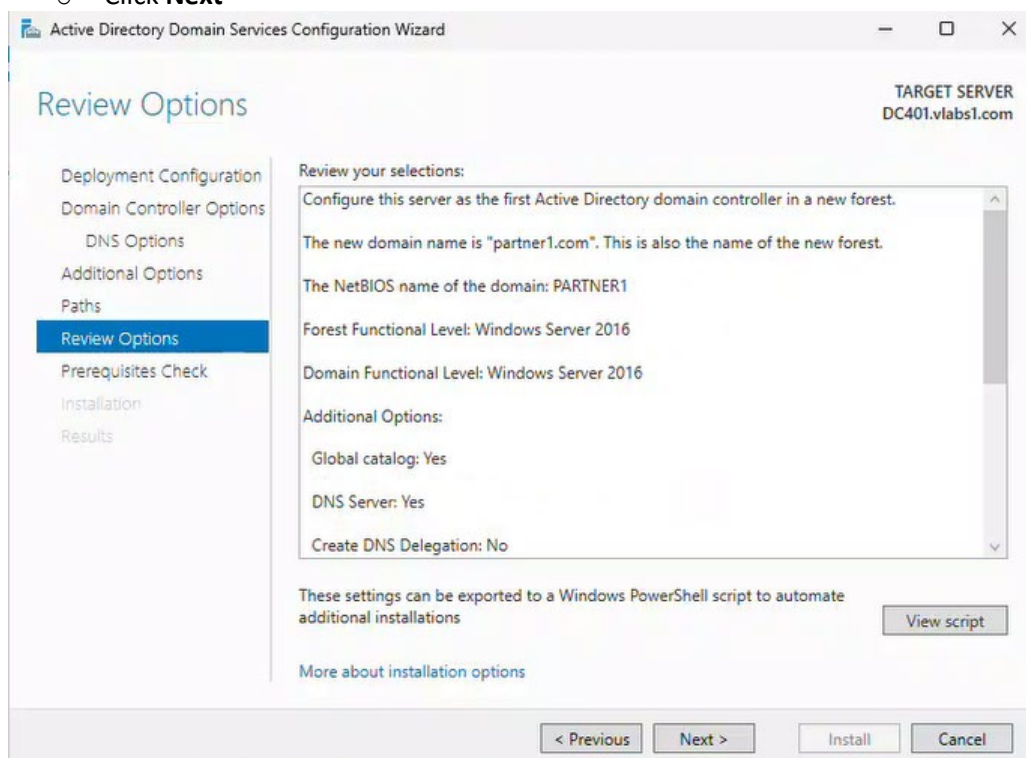 Click Next
Active Directory Domain Services Configuration Wizard
Review Options
TARGET SERVER
DC401.vlabs1.com
Deployment Configuration
Domain Controller Options
DNS Options
Additional Options
Paths
Review Options
Prerequisites Check
Installation
Results
Review your selections:
Configure this server as the first Active Directory domain controller in a new forest.
The new domain name is "partner1.com". This is also the name of the new forest.
The NetBIOS name of the domain: PARTNER1
Forest Functional Level: Windows Server 2016
Domain Functional Level: Windows Server 2016
Additional Options:
Global catalog: Yes
DNS Server: Yes
Create DNS Delegation: No
These settings can be exported to a Windows PowerShell script to automate
additional installations
View script
More about installation options
< Previous
Next >
Install
Cancel